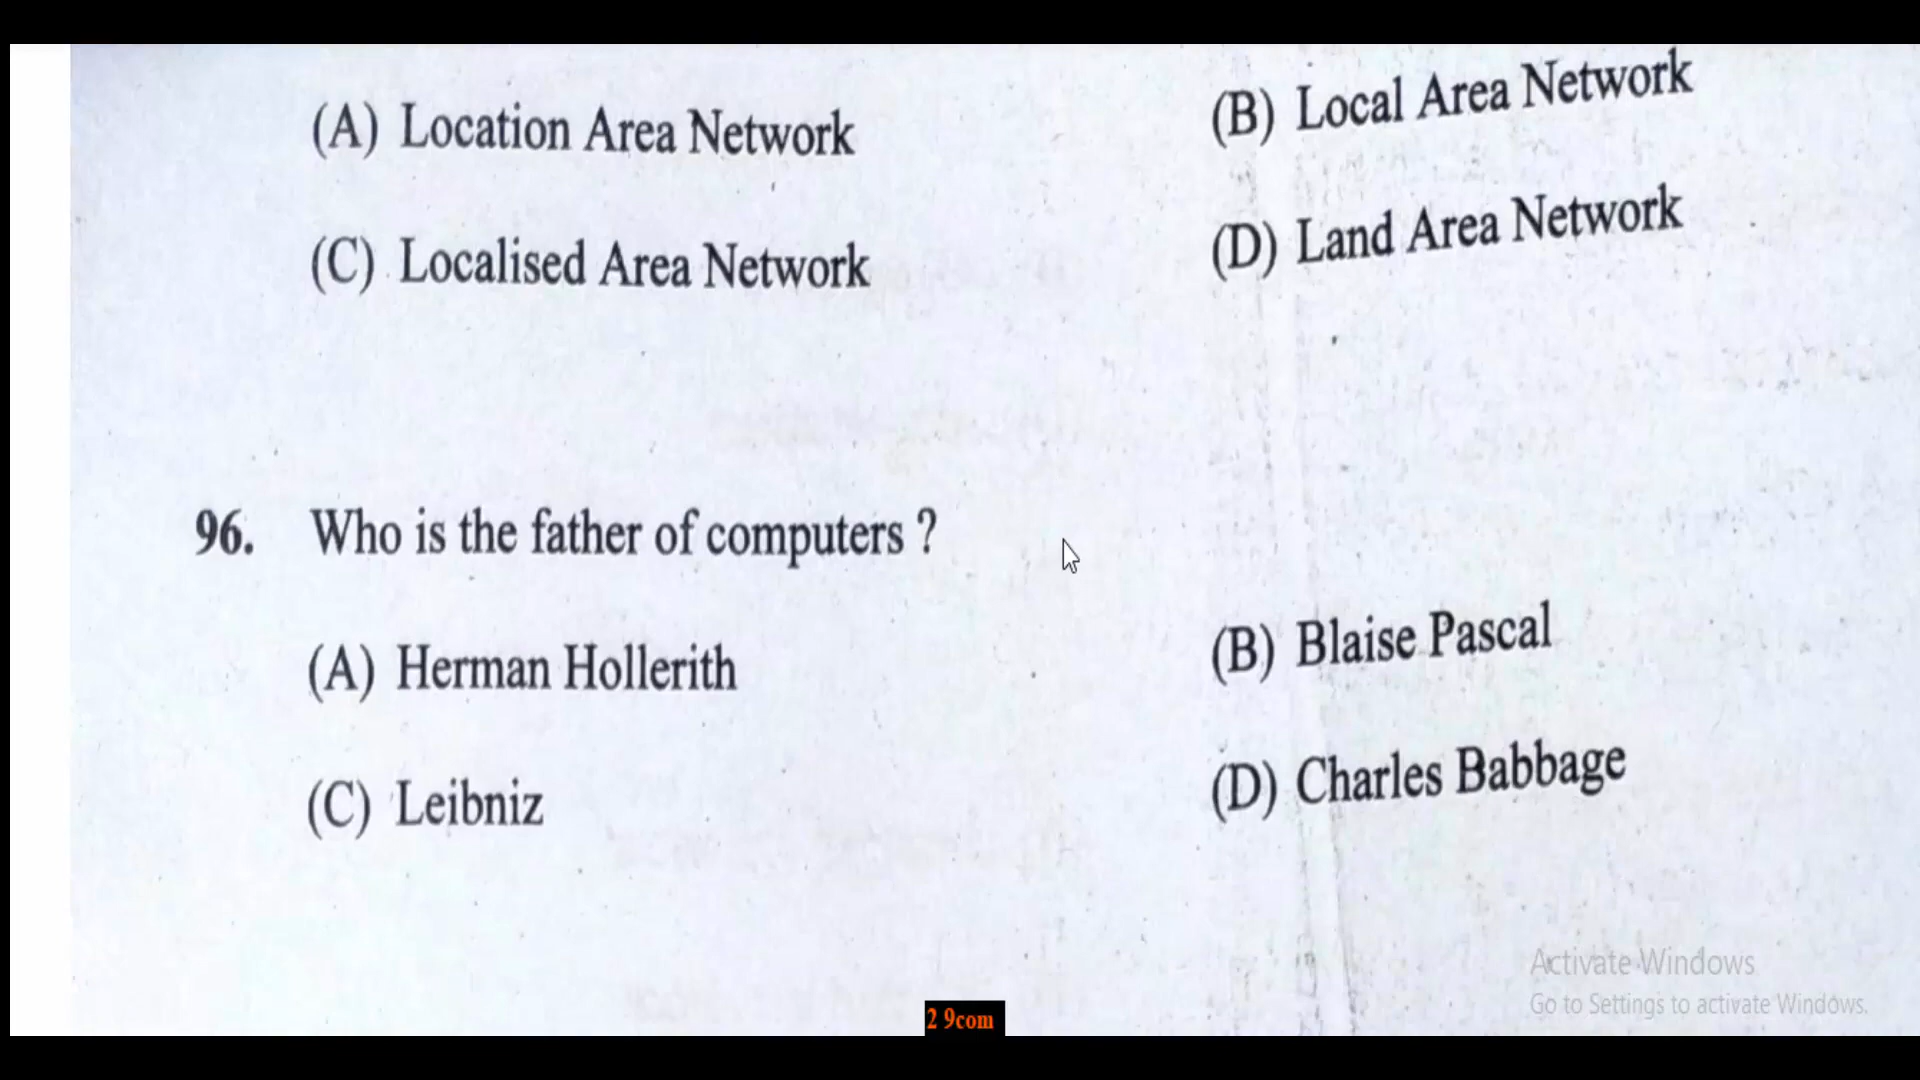 (A) Location Area Network (B) Local Area Network
(C) Localised Area Network (D) Land Area Network
96. Who is the father of computers ?
(A) Herman Hollerith (B) Blaise Pascal
(C) Leibniz (D) Charles Babbage
Activate Windows
Go to Settings to activate Windows.
2 9com